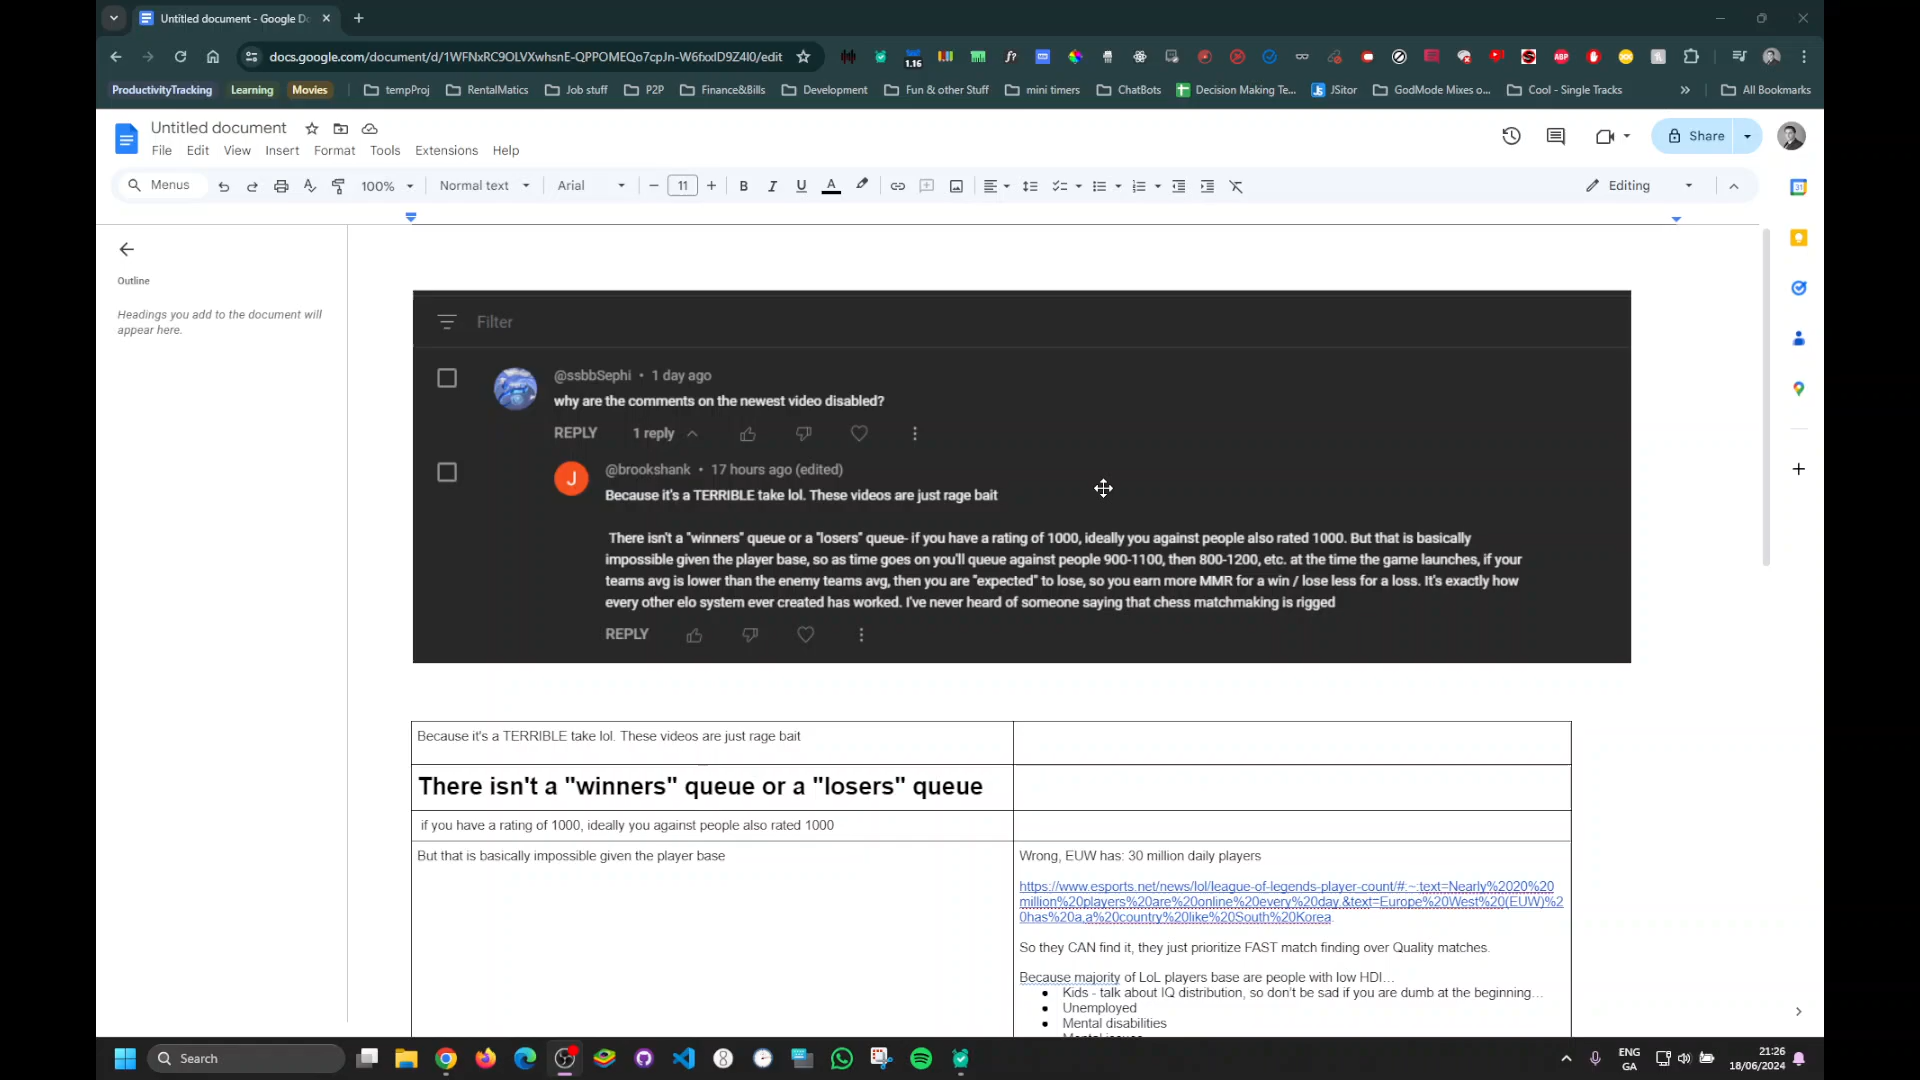 Untitled document - Google Do
docs.google.com/document/d/1WFNxRC9OLVXwhsnE-QPPOMEQo7cpJn-W6fxxlD9Z4l0/edit
1.16
ABP
ProductivityTracking Learning Movies tempProj RentalMatics Job stuff P2P Finance&Bills Development Fun & other Stuff mini timers ChatBots Decision Making Te... JSitor GodMode Mixes o... Cool - Single Tracks All Bookmarks
Untitled document
File Edit View Insert Format Tools Extensions Help
Share
Menus 100% Normal text Arial 11 Editing
31
Outline
Headings you add to the document will
appear here.
Filter
@ssbbSephi • 1 day ago
why are the comments on the newest video disabled?
REPLY 1 reply
J
@brookshank • 17 hours ago (edited)
Because it's a TERRIBLE take lol. These videos are just rage bait
There isn't a "winners" queue or a "losers" queue- if you have a rating of 1000, ideally you against people also rated 1000. But that is basically
impossible given the player base, so as time goes on you'll queue against people 900-1100, then 800-1200, etc. at the time the game launches, if your
teams avg is lower than the enemy teams avg, then you are "expected" to lose, so you earn more MMR for a win / lose less for a loss. It's exactly how
every other elo system ever created has worked. I've never heard of someone saying that chess matchmaking is rigged
REPLY
Because it's a TERRIBLE take lol. These videos are just rage bait
There isn't a "winners" queue or a "losers" queue
if you have a rating of 1000, ideally you against people also rated 1000
But that is basically impossible given the player base
Wrong, EUW has: 30 million daily players
https://www.esports.net/news/lol/league-of-legends-player-count/#:~:text=Nearly%2020%20
million%20players%20are%20online%20every%20day.&text=Europe%20West%20(EUW)%2
0has%20a,a%20country%20like%20South%20Korea.
So they CAN find it, they just prioritize FAST match finding over Quality matches.
Because majority of LoL players base are people with low HDI…
● Kids - talk about IQ distribution, so don't be sad if you are dumb at the beginning…
● Unemployed
● Mental disabilities
Search
ENG
GA
21:26
18/06/2024